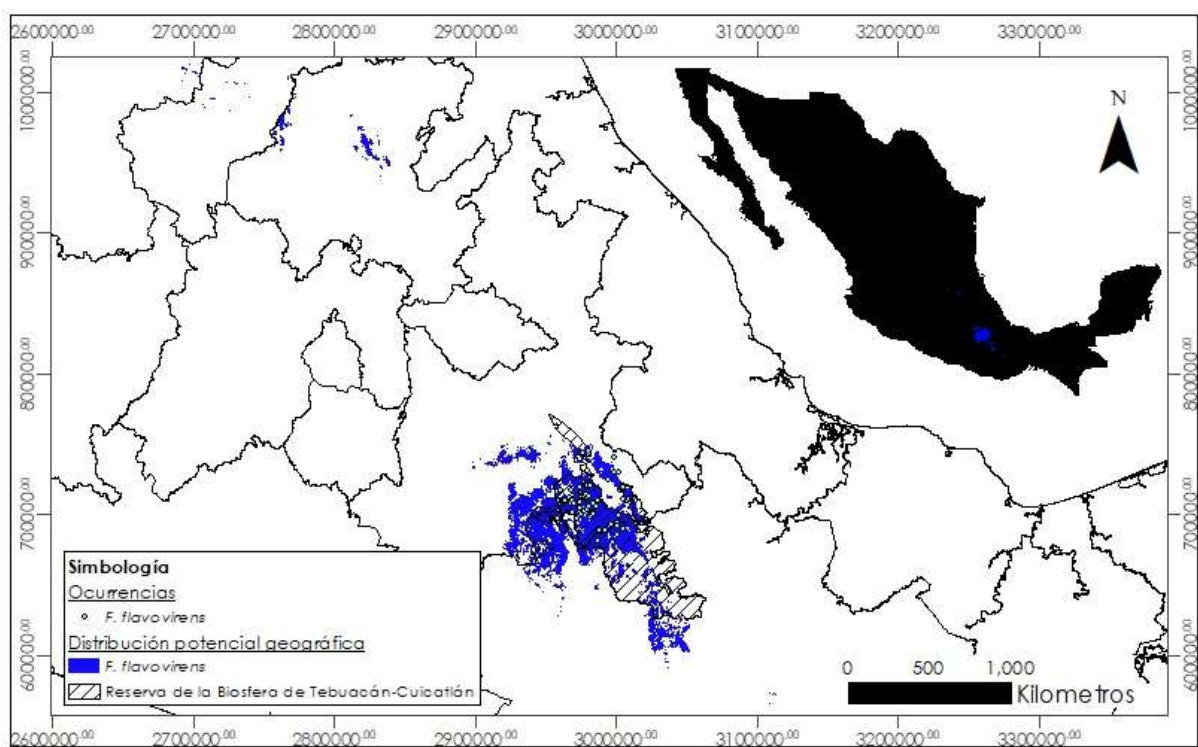 2600000.00 2700000.00 2800000.00 2900000.00 3000000.00 3100000.00 3200000.00 3300000.00
1000000.00
900000.00
800000.00
700000.00
600000.00
N
1000000.00
900000.00
800000.00
700000.00
600000.00
Simbología
Ocurrencias
F. flavovirens
Distribución potencial geográfica
F. flavovirens
Reserva de la Biosfera de Tebuacán-Cuicatlán
0 500 1,000
Kilometros
2600000.00 2700000.00 2800000.00 2900000.00 3000000.00 3100000.00 3200000.00 3300000.00